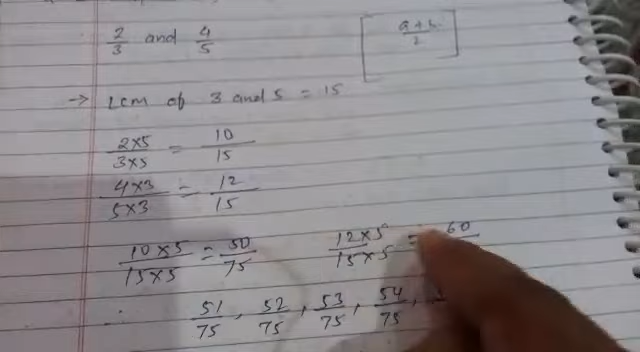 2/3 and 4/5 [a+b/2]
→ Lcm of 3 and 5 = 15
2×5/3×5 = 10/15
4×3/5×3 = 12/15
10×5/15×5 = 50/75 12×5/15×5 = 60
∴ 51/75, 52/75, 53/75, 54/75,